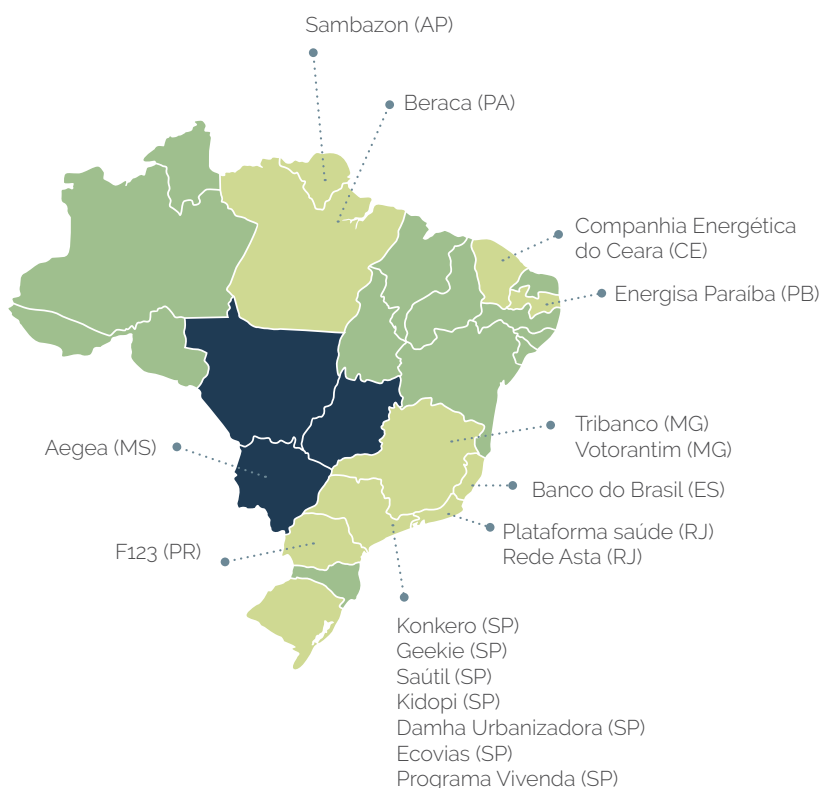 Sambazon (AP)
Beraca (PA)
Companhia Energética
do Ceara (CE)
Energisa Paraiba (PB)
Tribanco (MG)
Votorantim (MG)
Aegea (MS)
Banco do Brasil (ES)
Plataforma saúde (RJ)
Rede Asta (RJ)
F123 (PR)
Konkero (SP)
Geekie (SP)
Saútil (SP)
Kidopi (SP)
Damha Urbanizadora (SP)
Ecovias (SP)
Programa Vivenda (SP)